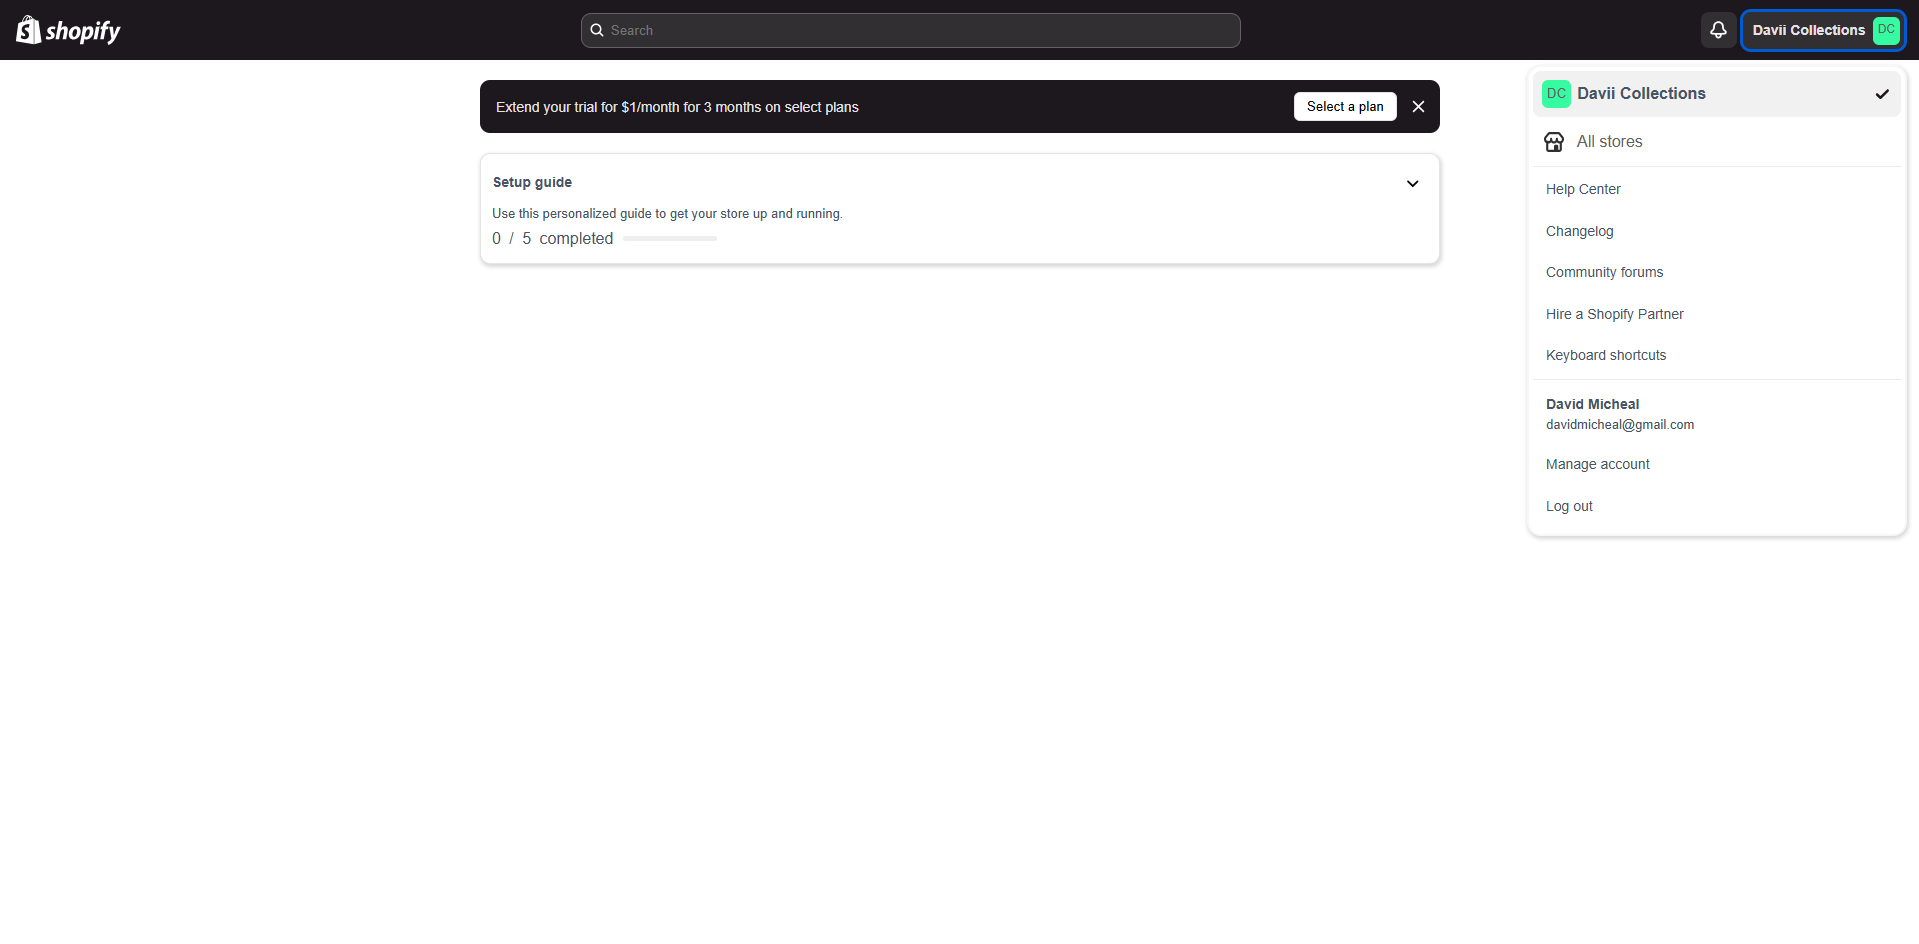 shopify
Search
Davii Collections DC
Extend your trial for $1/month for 3 months on select plans
Select a plan
Setup guide
Use this personalized guide to get your store up and running.
0 / 5 completed
DC Davii Collections
All stores
Help Center
Changelog
Community forums
Hire a Shopify Partner
Keyboard shortcuts
David Micheal
davidmicheal@gmail.com
Manage account
Log out